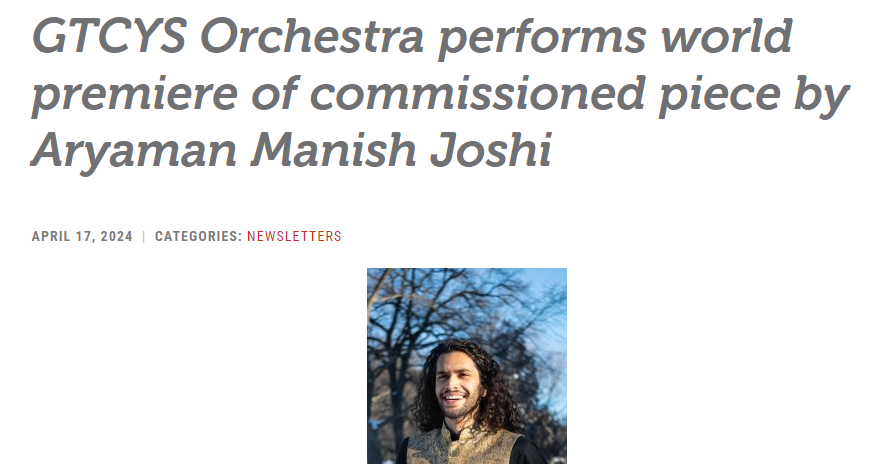 GTCYS Orchestra performs world
premiere of commissioned piece by
Aryaman Manish Joshi
APRIL 17, 2024 | CATEGORIES: NEWSLETTERS